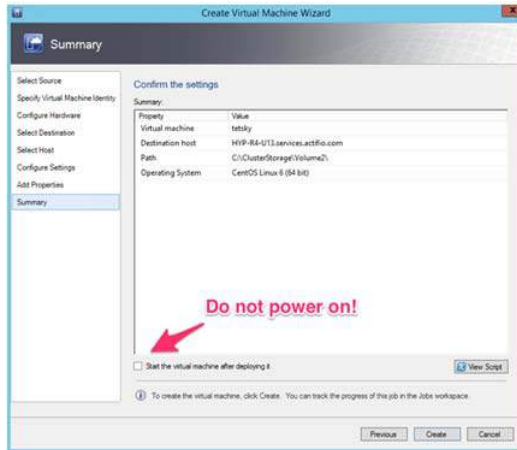 Create Virtual Machine Wizard
X
Summary
Select Source
Specify Virtual Machine Identity
Configure Hardware
Select Destination
Select Host
Configure Settings
Add Properties
Summary
Confirm the settings
Summary:
Property Value
Virtual machine tetsky
Destination host HYP-R4-U13.services.actifio.com
Path C:\ClusterStorage\Volume2\
Operating System CentOS Linux 6 (64 bit)
Do not power on!
Start the virtual machine after deploying it
View Script
To create the virtual machine, click Create. You can track the progress of this job in the Jobs workspace.
Previous Create Cancel